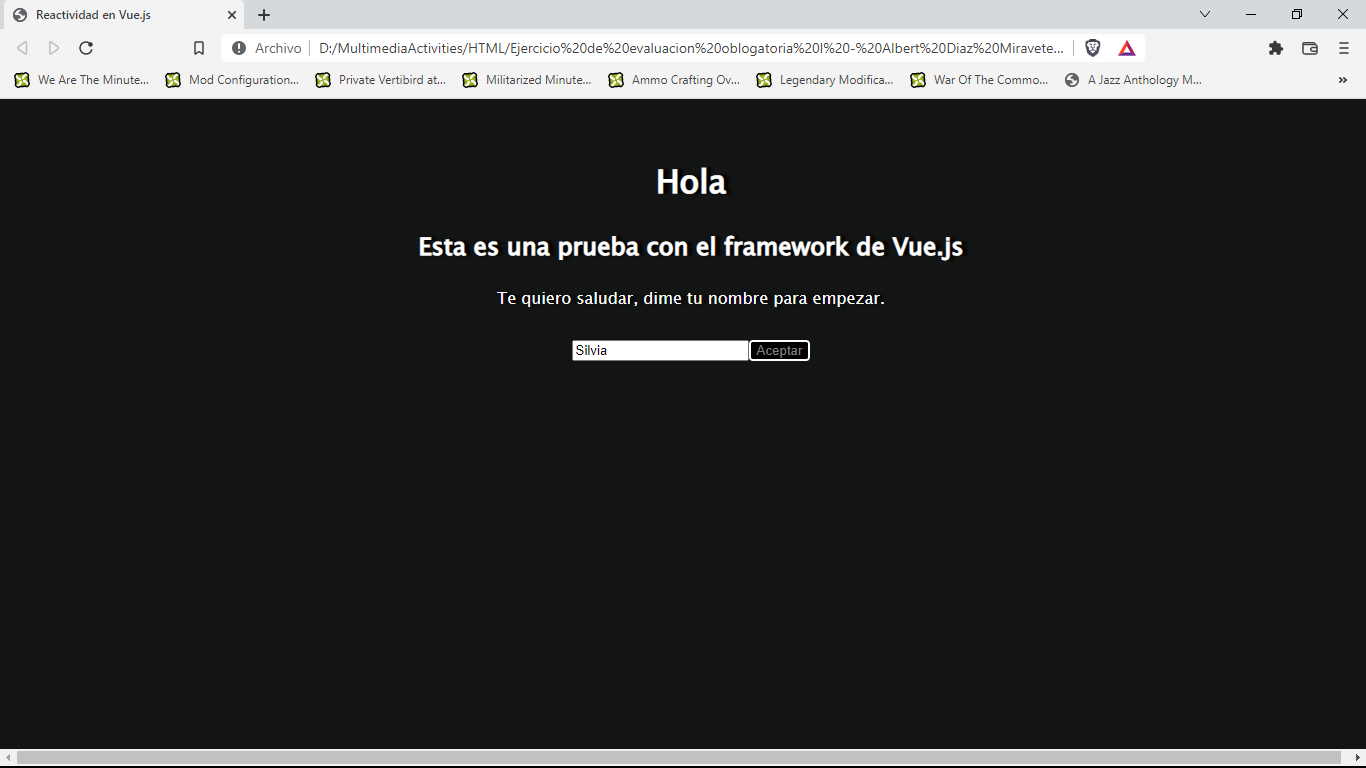 Reactividad en Vue.js
Archivo D:/MultimediaActivities/HTML/Ejercicio%20de%20evaluacion%20oblogatoria%20I%20-%20Albert%20Diaz%20Miravete...
We Are The Minute... Mod Configuration... Private Vertibird at... Militarized Minute... Ammo Crafting Ov... Legendary Modifica... War Of The Commo... A Jazz Anthology M... »
Hola
Esta es una prueba con el framework de Vue.js
Te quiero saludar, dime tu nombre para empezar.
Silvia Aceptar